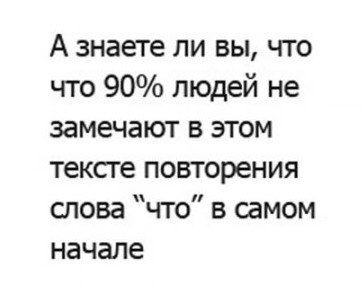 А знаете ли вы, что
что 90% людей не
замечают в этом
тексте повторения
слова “что” в самом
начале